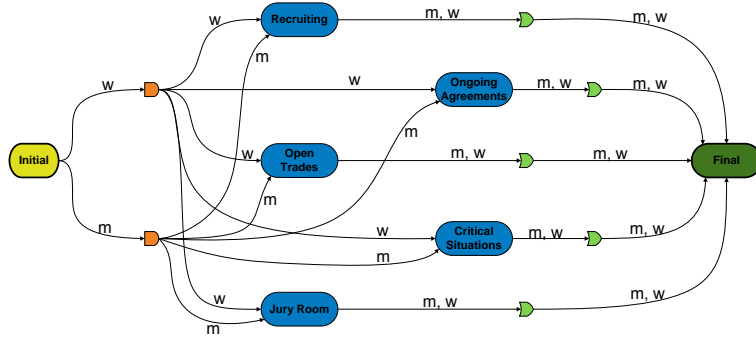 Recruiting
m, w
m, w
w
m
w
Ongoing
Agreements
m, w
m, w
w
m
Initial
w
Open
Trades
m, w
m, w
Final
m
m
w
Critical
Situations
m, w
m, w
m
w
Jury Room
m, w
m, w
m